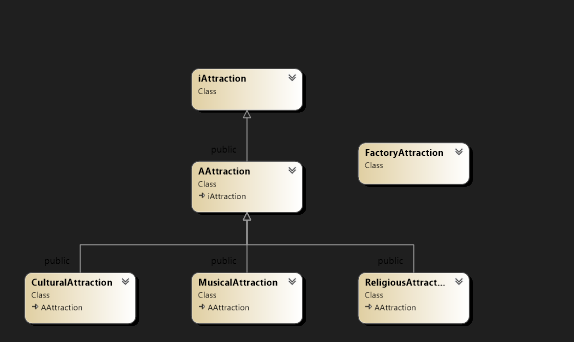 iAttraction
Class
public
FactoryAttraction
Class
AAttraction
Class
iAttraction
public
public
public
CulturalAttraction
Class
AAttraction
MusicalAttraction
Class
AAttraction
ReligiousAttract...
Class
AAttraction